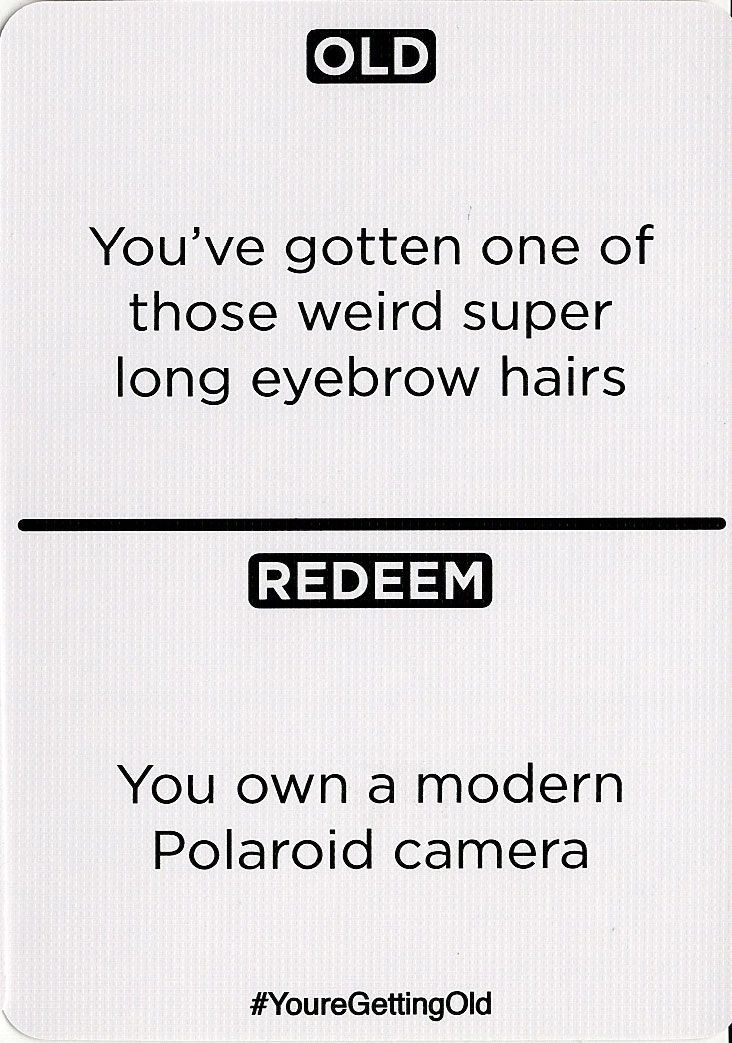 OLD
You’ve gotten one of
those weird super
long eyebrow hairs
REDEEM
You own a modern
Polaroid camera
#YoureGettingOld